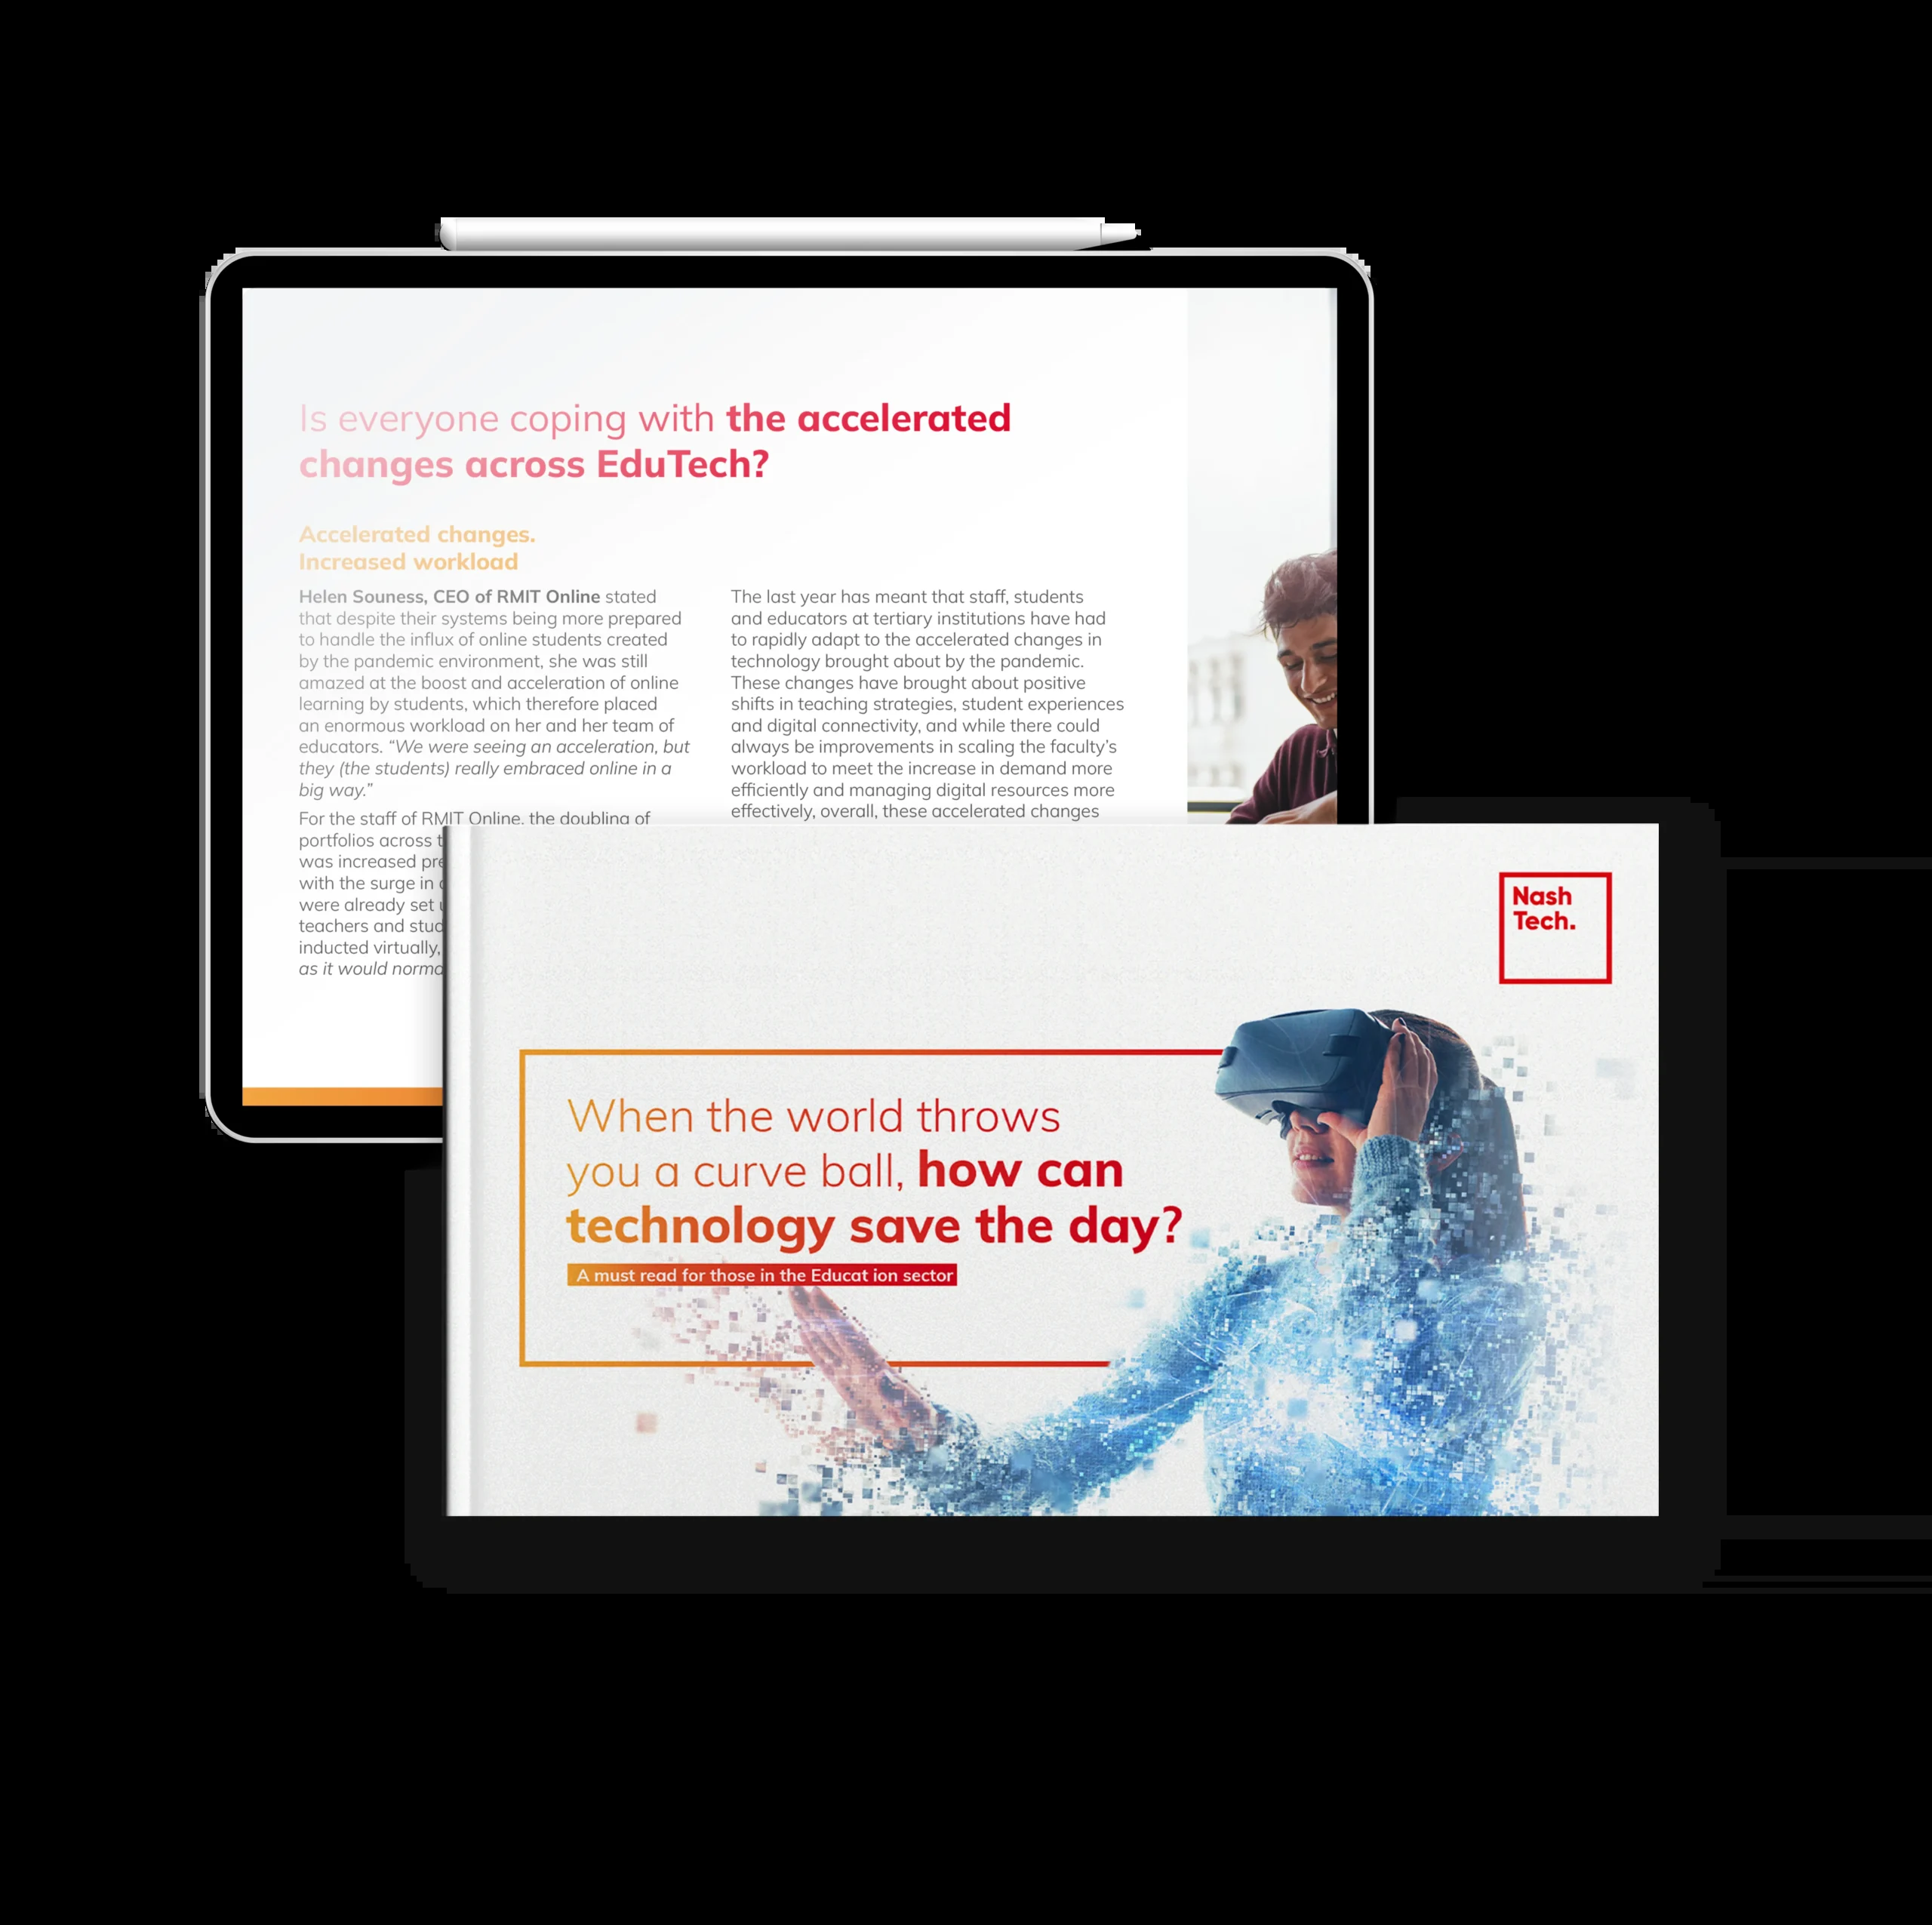 Is everyone coping with the accelerated
changes across EduTech?
Accelerated changes.
Increased workload
Helen Souness, CEO of RMIT Online stated
that despite their systems being more prepared
to handle the influx of online students created
by the pandemic environment, she was still
amazed at the boost and acceleration of online
learning by students, which therefore placed
an enormous workload on her and her team of
educators. “We were seeing an acceleration, but
they (the students) really embraced online in a
big way.”
For the staff of RMIT Online, the doubling of
portfolios across
was increased
with the surge in
were already set
teachers and
inducted virtually,
as it would
The last year has meant that staff, students
and educators at tertiary institutions have had
to rapidly adapt to the accelerated changes in
technology brought about by the pandemic.
These changes have brought about positive
shifts in teaching strategies, student experiences
and digital connectivity, and while there could
always be improvements in scaling the faculty’s
workload to meet the increase in demand more
efficiently and managing digital resources more
effectively, overall, these accelerated changes
Nash
Tech.
When the world throws
you a curve ball, how can
technology save the day?
A must read for those in the Educat ion sector